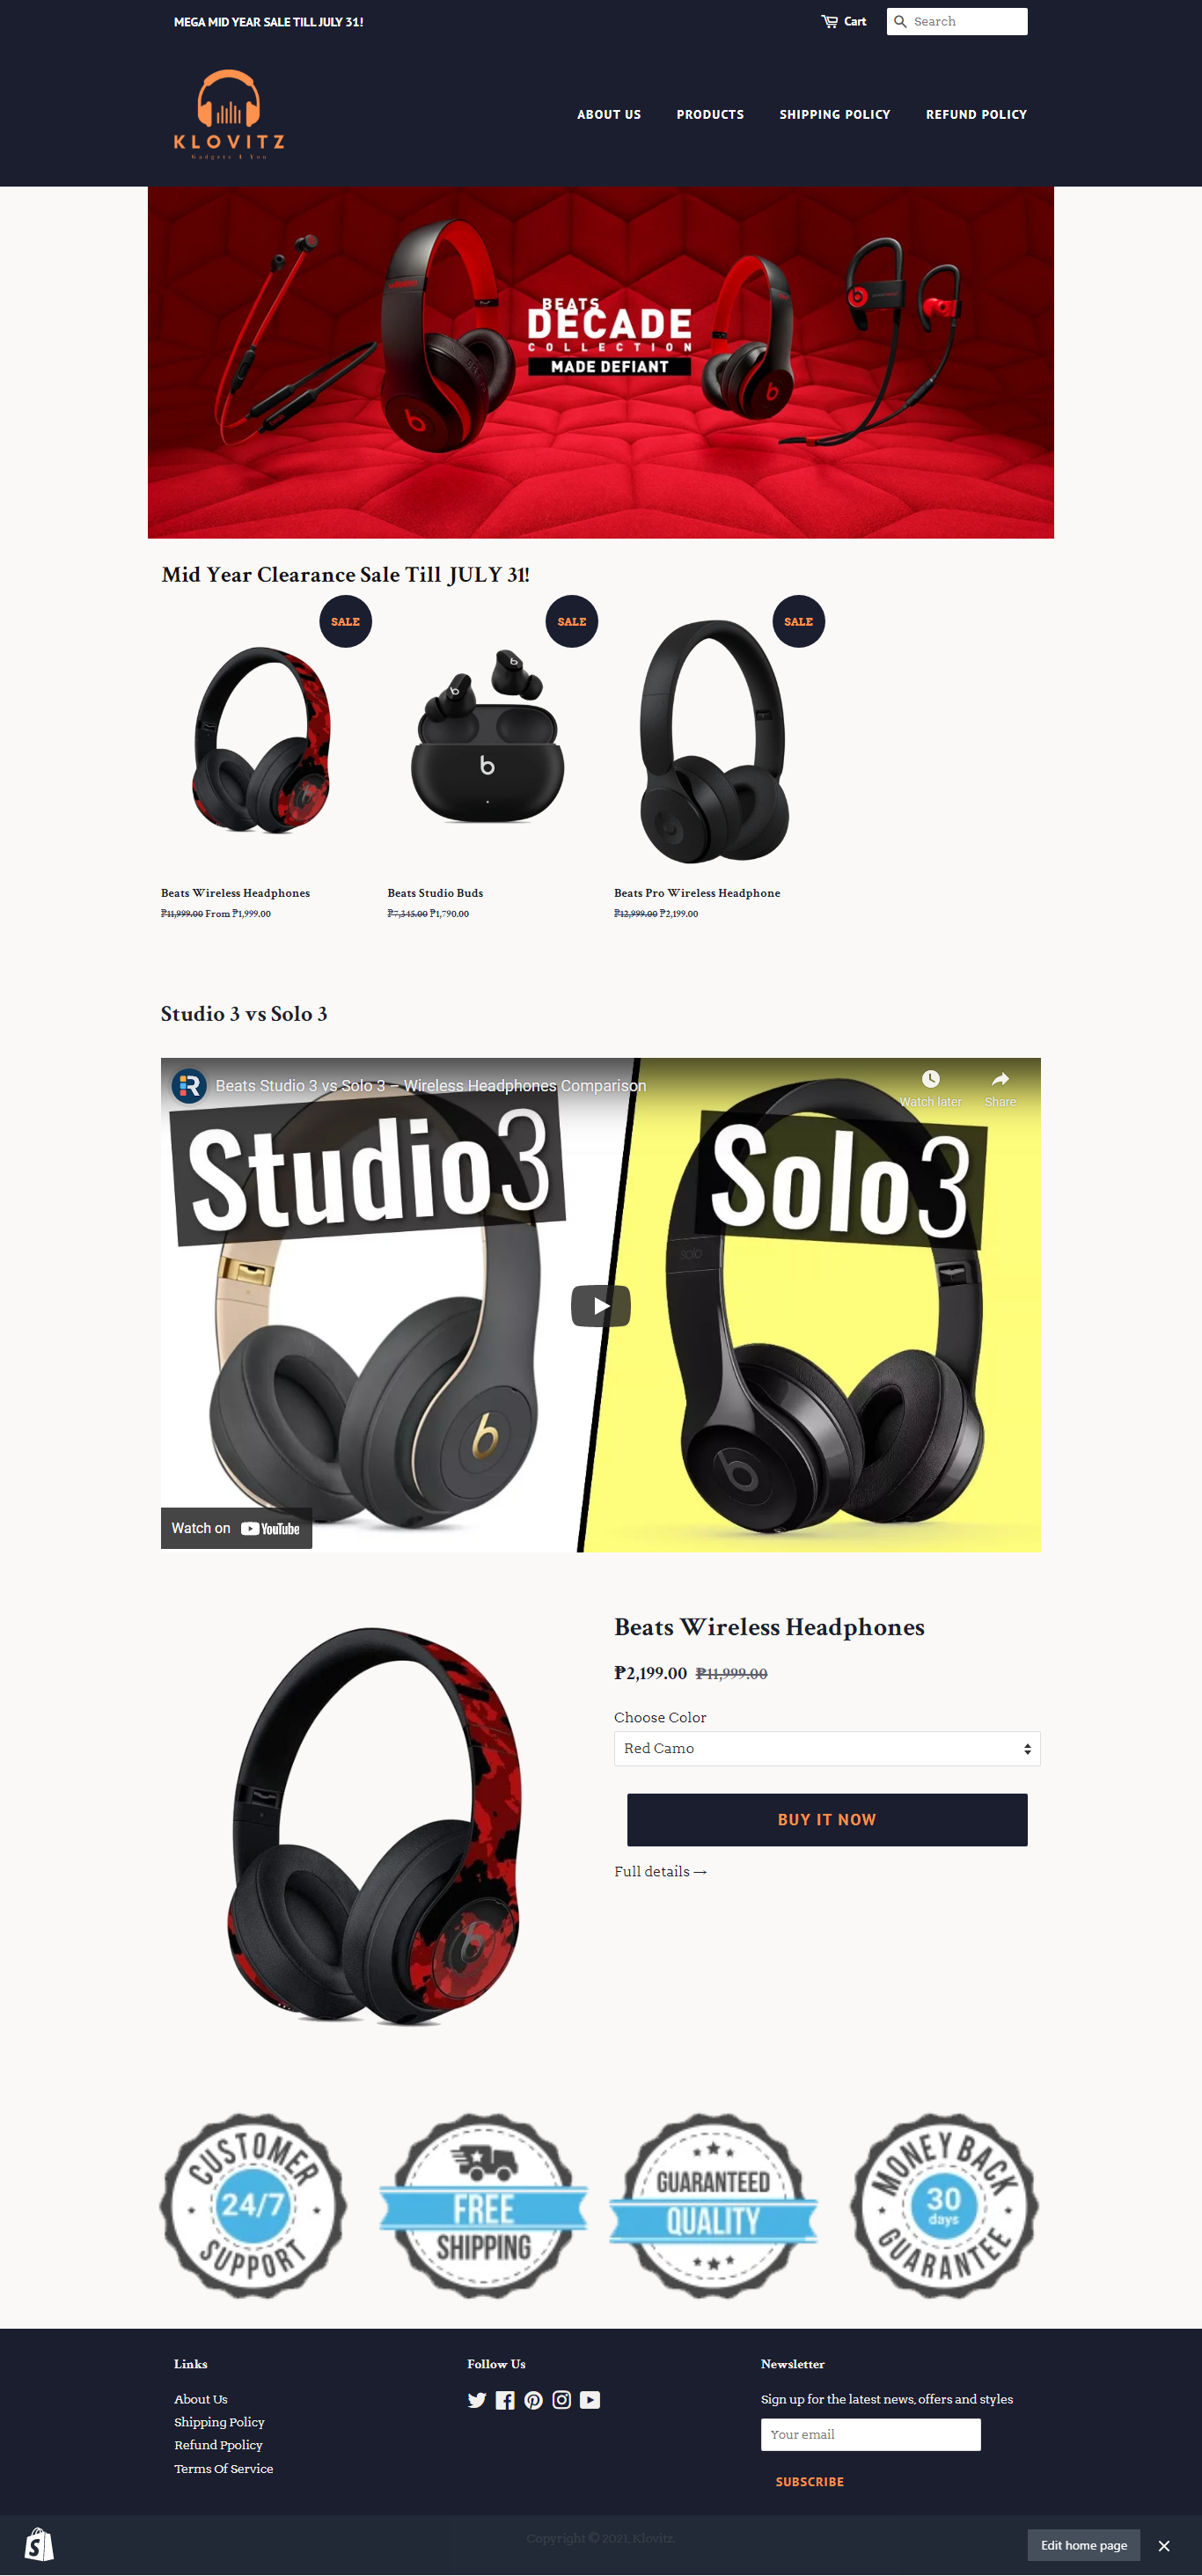 MEGA MID YEAR SALE TILL JULY 31!
Cart
Search
KLOVITZ
Gadgets 4 You
ABOUT US
PRODUCTS
SHIPPING POLICY
REFUND POLICY
BEATS
DECADE
COLLECTION
MADE DEFIANT
Mid Year Clearance Sale Till JULY 31!
SALE
SALE
SALE
Beats Wireless Headphones
₱11,999.00 From ₱1,999.00
Beats Studio Buds
₱7,345.00 ₱1,790.00
Beats Pro Wireless Headphone
₱12,999.00 ₱2,199.00
Studio 3 vs Solo 3
Beats Studio 3 vs Solo 3 – Wireless Headphones Comparison
Watch later
Share
Studio3
Solo3
solo
Watch on YouTube
Beats Wireless Headphones
₱2,199.00 ₱11,999.00
Choose Color
Red Camo
BUY IT NOW
Full details →
CUSTOMER
24/7
SUPPORT
FREE
SHIPPING
GUARANTEED
QUALITY
MONEY BACK
30
days
GUARANTEE
Links
About Us
Shipping Policy
Refund Ppolicy
Terms Of Service
Follow Us
Newsletter
Sign up for the latest news, offers and styles
Your email
SUBSCRIBE
Copyright © 2021, Klovitz.
Edit home page